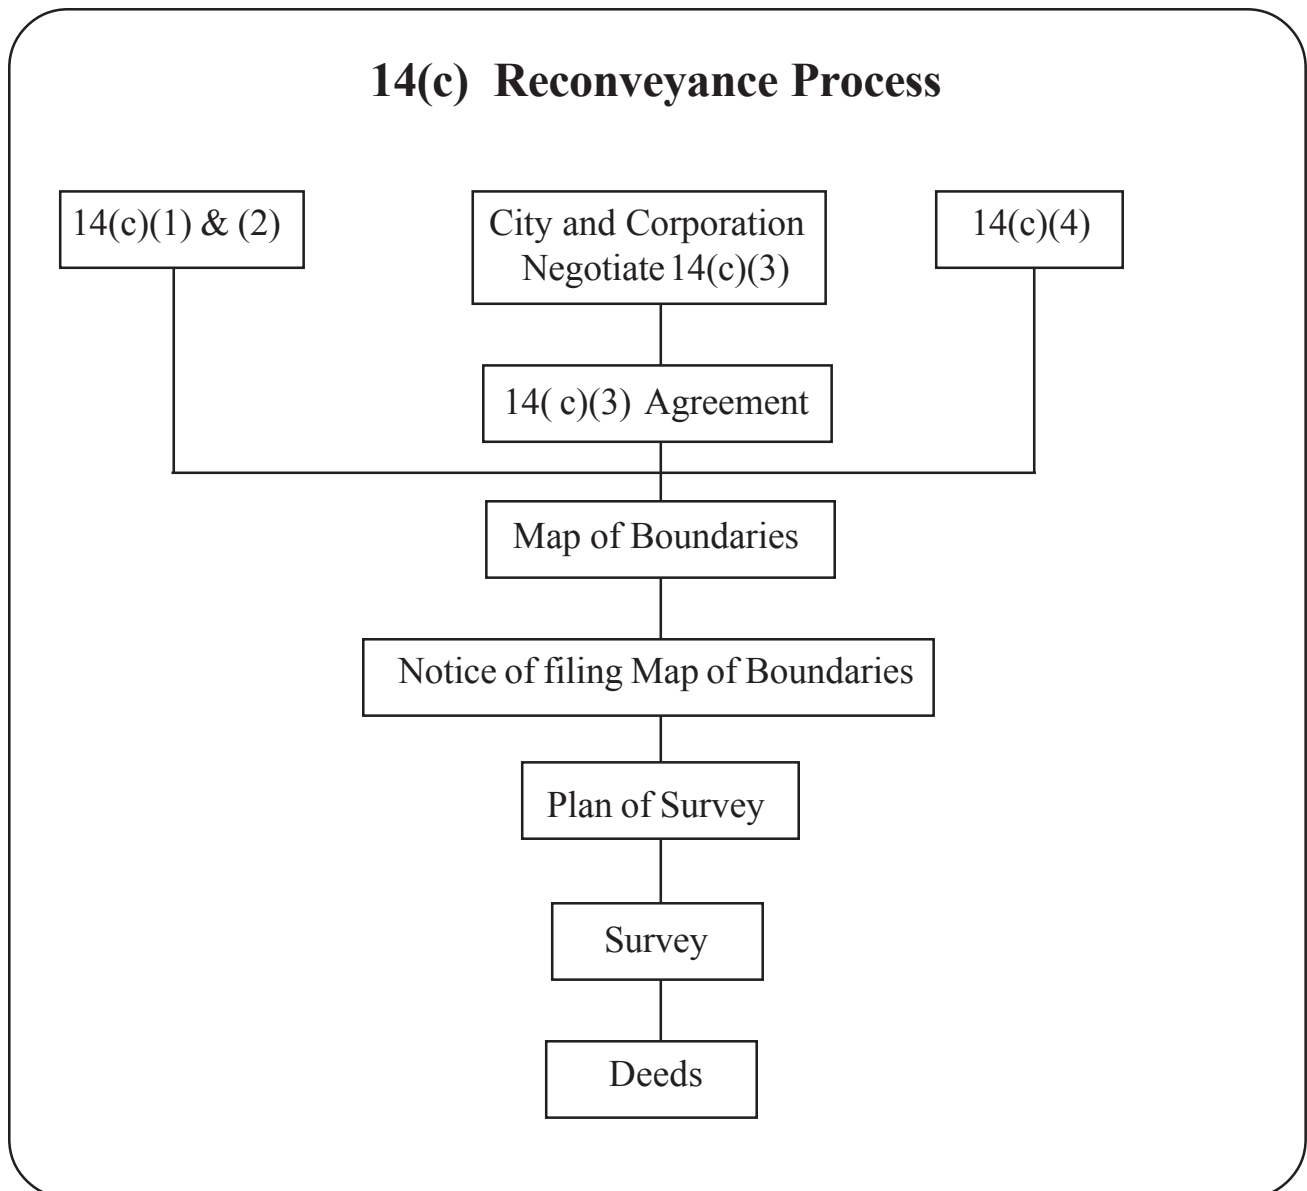 14(c) Reconveyance Process
14(c)(1) & (2)
City and Corporation
Negotiate 14(c)(3)
14(c)(4)
14( c)(3) Agreement
Map of Boundaries
Notice of filing Map of Boundaries
Plan of Survey
Survey
Deeds